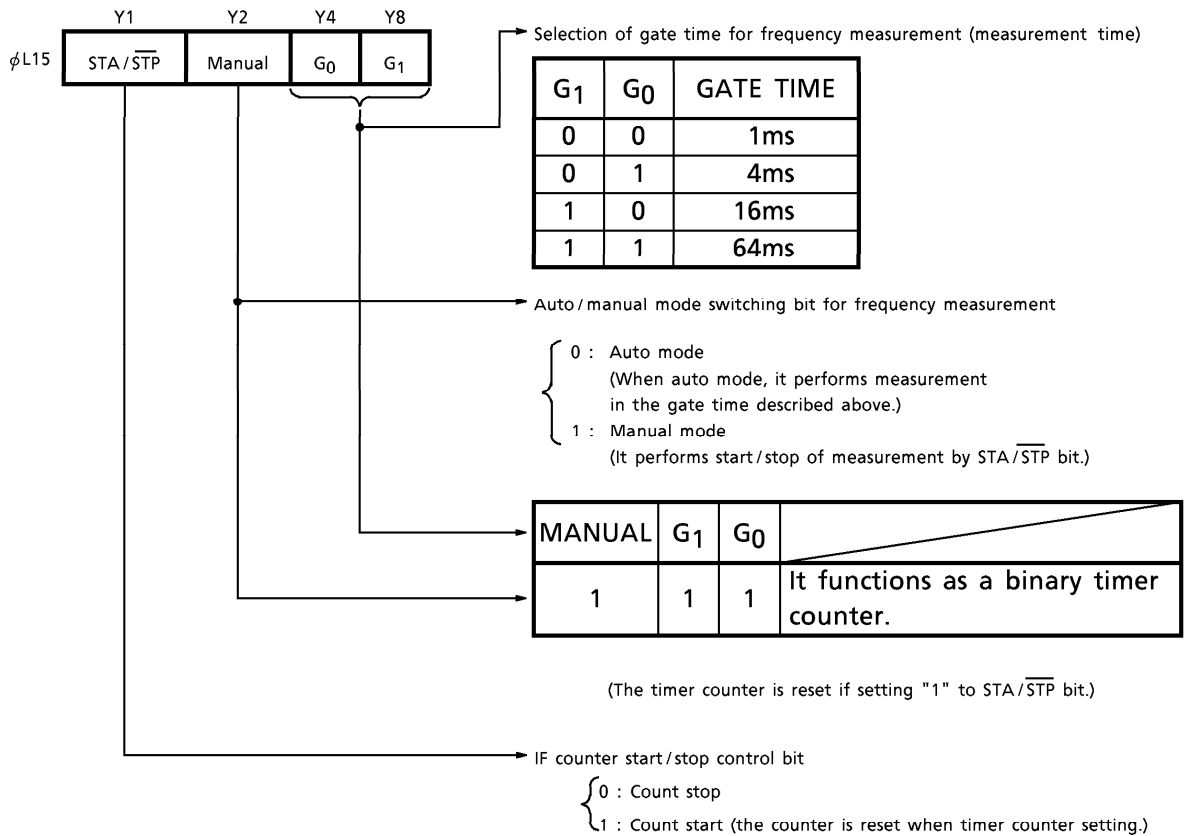 Y1 Y2 Y4 Y8
ϕL15 STA/S̅T̅P̅ Manual G₀ G₁
Selection of gate time for frequency measurement (measurement time)
G₁ G₀ GATE TIME
0 0 1ms
0 1 4ms
1 0 16ms
1 1 64ms
Auto/manual mode switching bit for frequency measurement
0 : Auto mode
(When auto mode, it performs measurement
in the gate time described above.)
1 : Manual mode
(It performs start/stop of measurement by STA/S̅T̅P̅ bit.)
MANUAL G₁ G₀
1 1 1 It functions as a binary timer
counter.
(The timer counter is reset if setting "1" to STA/S̅T̅P̅ bit.)
IF counter start/stop control bit
0 : Count stop
1 : Count start (the counter is reset when timer counter setting.)